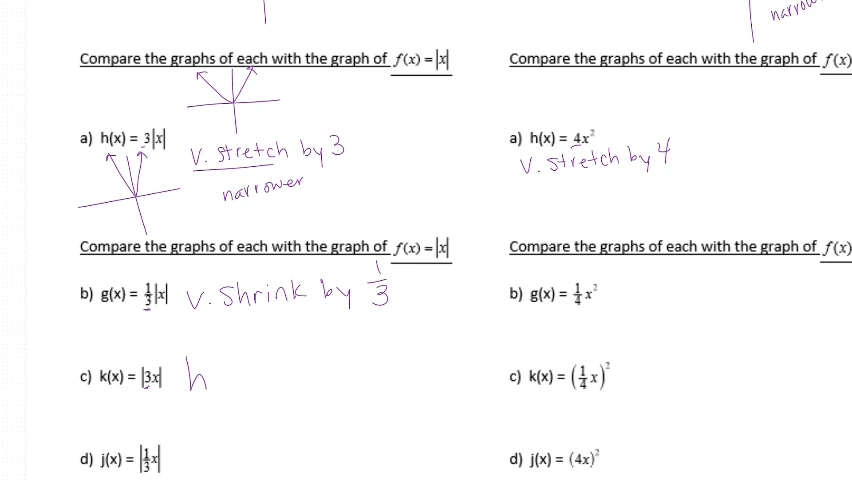 narrow
Compare the graphs of each with the graph of f(x) = |x|
a) h(x) = 3|x|
V. stretch by 3
narrower
Compare the graphs of each with the graph of f(x) = |x|
b) g(x) = 1/3|x| V. Shrink by 1/3
c) k(x) = |3x| h
d) j(x) = |1/3x|
Compare the graphs of each with the graph of f(x)
a) h(x) = 4x²
V. stretch by 4
Compare the graphs of each with the graph of f(x)
b) g(x) = 1/4 x²
c) k(x) = (1/4 x)²
d) j(x) = (4x)²